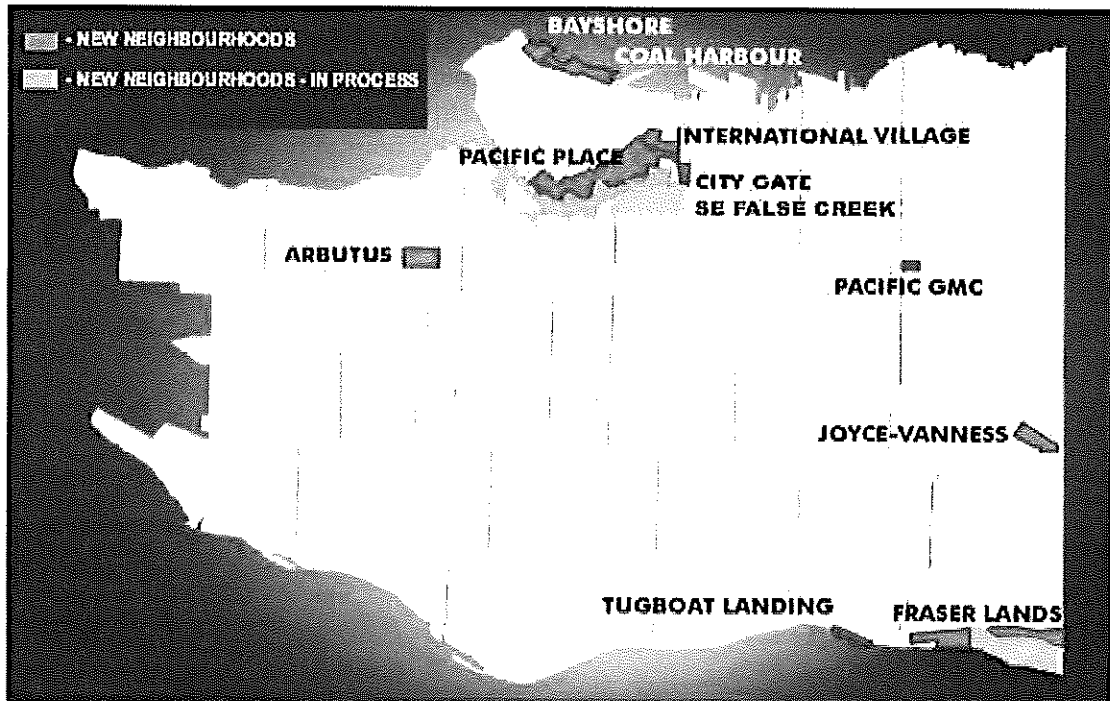 - NEW NEIGHBOURHOODS
- NEW NEIGHBOURHOODS - IN PROCESS
BAYSHORE
COAL HARBOUR
INTERNATIONAL VILLAGE
PACIFIC PLACE
CITY GATE
SE FALSE CREEK
ARBUTUS
PACIFIC GMC
JOYCE-VANNESS
TUGBOAT LANDING
FRASER LANDS